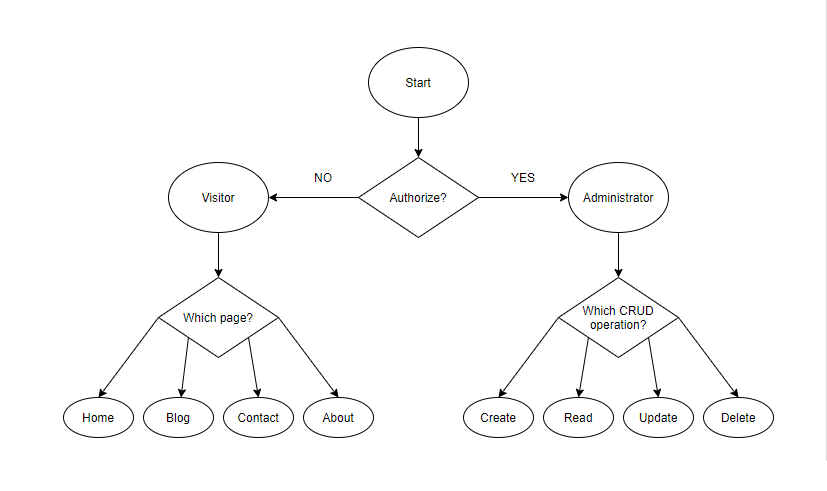 Start
NO
YES
Visitor
Authorize?
Administrator
Which page?
Which CRUD
operation?
Home
Blog
Contact
About
Create
Read
Update
Delete